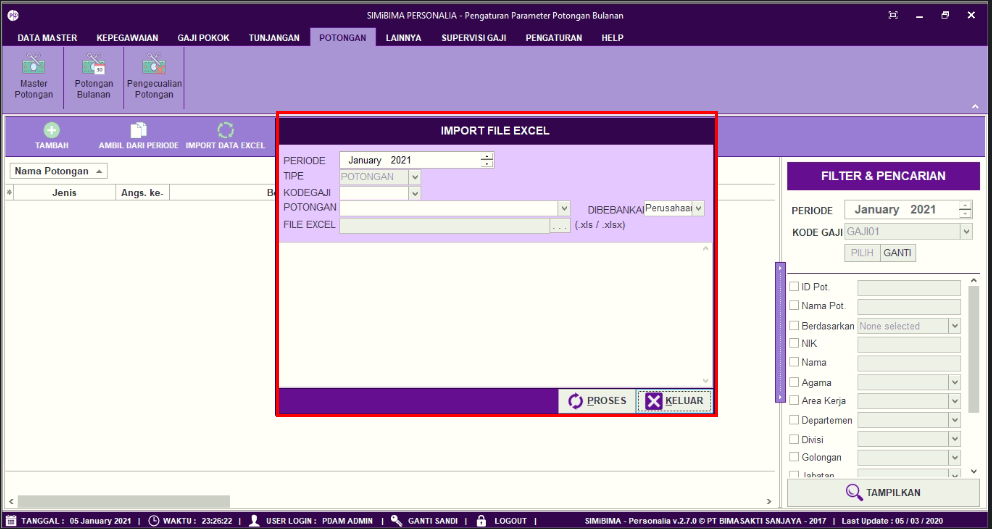 SIMiBIMA PERSONALIA - Pengaturan Parameter Potongan Bulanan
DATA MASTER KEPEGAWAIAN GAJI POKOK TUNJANGAN POTONGAN LAINNYA SUPERVISI GAJI PENGATURAN HELP
Master Potongan
Potongan Bulanan
Pengecualian Potongan
TAMBAH AMBIL DARI PERIODE IMPORT DATA EXCEL
Nama Potongan
Jenis Angs. ke-
IMPORT FILE EXCEL
PERIODE January 2021
TIPE POTONGAN
KODEGAJI
POTONGAN DIBEBANKAI Perusahaai
FILE EXCEL ... (.xls / .xlsx)
PROSES KELUAR
FILTER & PENCARIAN
PERIODE January 2021
KODE GAJI GAJI01
PILIH GANTI
ID Pot.
Nama Pot.
Berdasarkan None selected
NIK
Nama
Agama
Area Kerja
Departemen
Divisi
Golongan
Jabatan
TAMPILKAN
TANGGAL : 05 January 2021 | WAKTU : 23:26:22 | USER LOGIN : PDAM ADMIN | GANTI SANDI | LOGOUT | SIMiBIMA - Personalia v.2.7.0 © PT BIMASAKTI SANJAYA - 2017 | Last Update : 05 / 03 / 2020